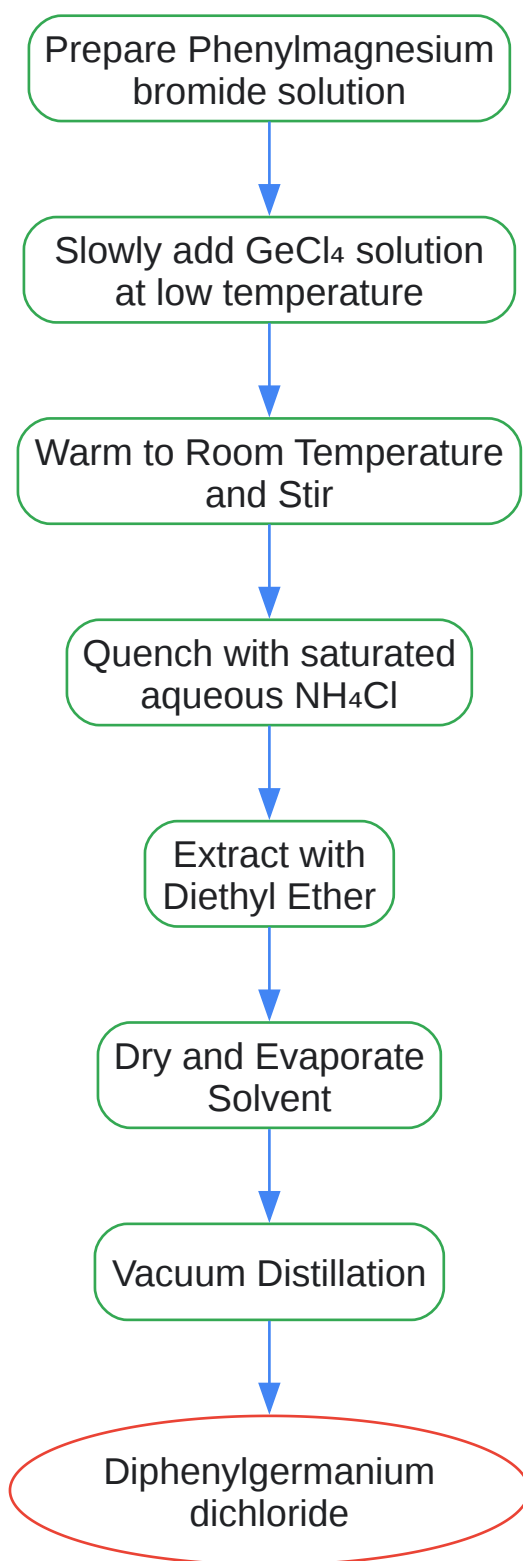 Prepare Phenylmagnesium
bromide solution
Slowly add GeCl₄ solution
at low temperature
Warm to Room Temperature
and Stir
Quench with saturated
aqueous NH₄Cl
Extract with
Diethyl Ether
Dry and Evaporate
Solvent
Vacuum Distillation
Diphenylgermanium
dichloride